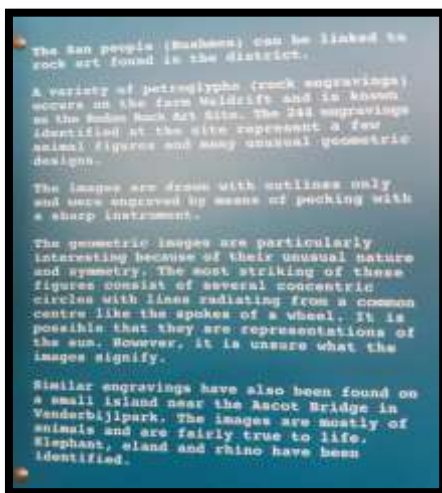 The San people (Bushmen) can be linked to
rock art found in the district.
A variety of petroglyphs (rock engravings)
occurs on the farm Waldrift and is known
as the Redan Rock Art Site. The 244 engravings
identified at the site represent a few
animal figures and many unusual geometric
designs.
The images are drawn with outlines only
and were engraved by means of pecking with
a sharp instrument.
The geometric images are particularly
interesting because of their unusual nature
and symmetry. The most striking of these
figures consist of several concentric
circles with lines radiating from a common
centre like the spokes of a wheel. It is
possible that they are representations of
the sun. However, it is unsure what the
images signify.
Similar engravings have also been found on
a small island near the Ascot Bridge in
Vanderbijlpark. The images are mostly of
animals and are fairly true to life.
Elephant, eland and rhino have been
identified.